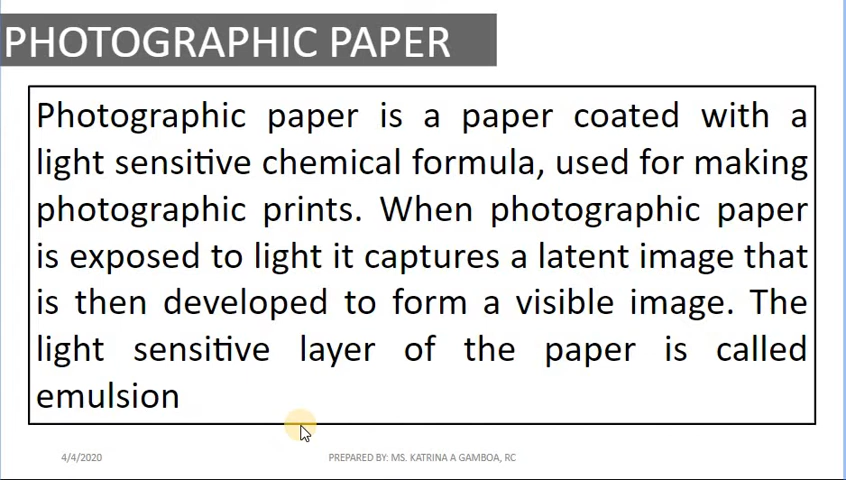 PHOTOGRAPHIC PAPER
Photographic paper is a paper coated with a
light sensitive chemical formula, used for making
photographic prints. When photographic paper
is exposed to light it captures a latent image that
is then developed to form a visible image. The
light sensitive layer of the paper is called
emulsion
4/4/2020
PREPARED BY: MS. KATRINA A GAMBOA, RC